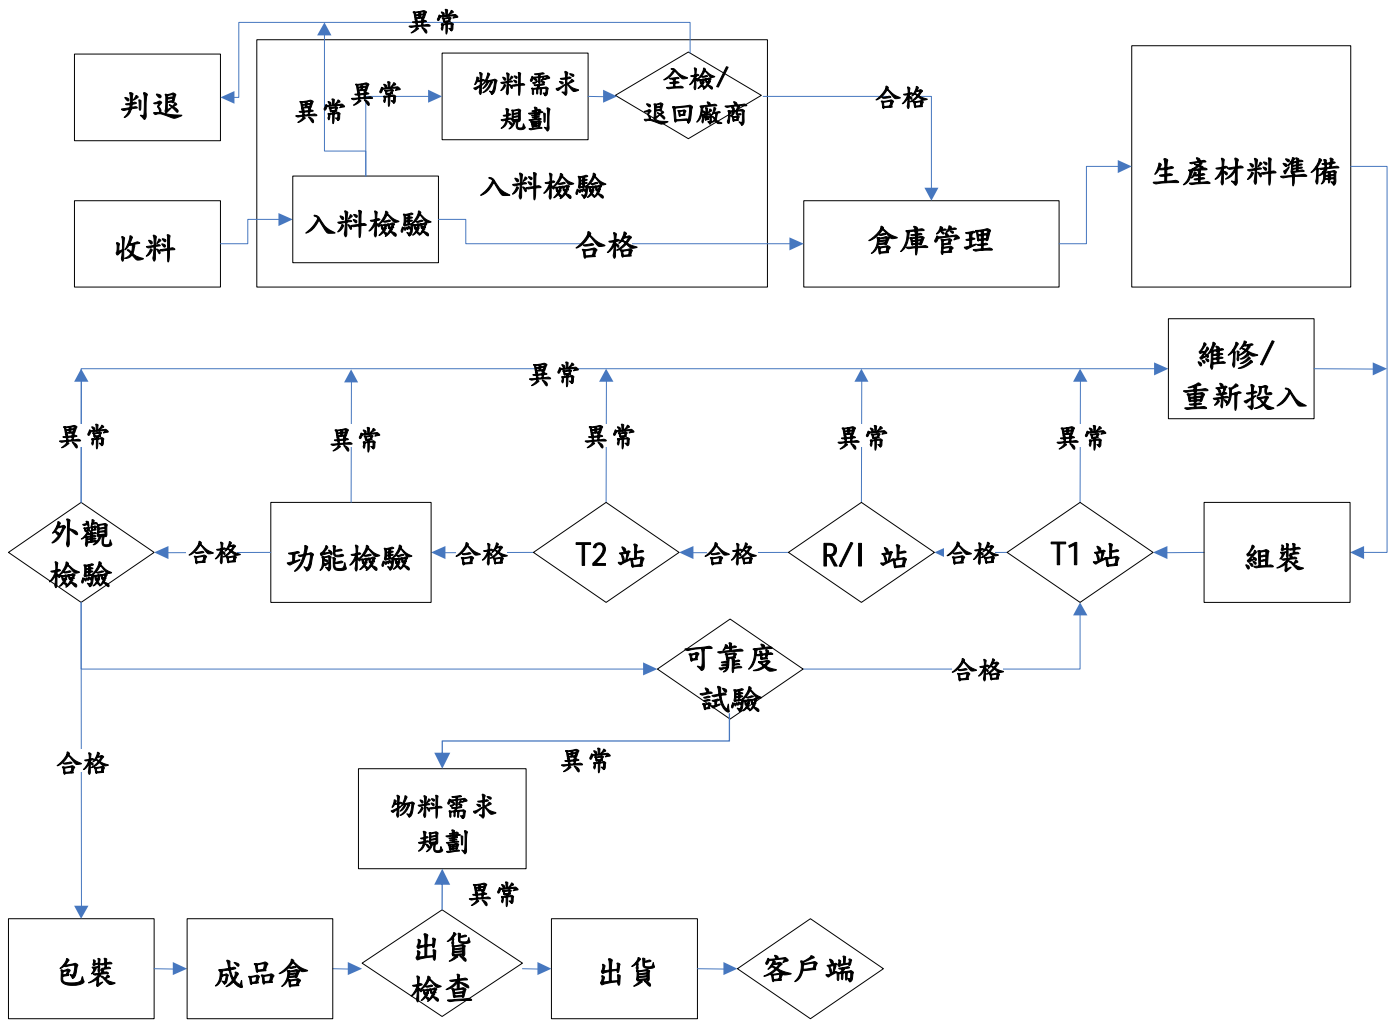 異常
判退
異常
異常
物料需求
規劃
全檢/
退回廠商
合格
生產材料準備
入料檢驗
收料
入料檢驗
合格
倉庫管理
維修/
重新投入
異常
異常
異常
異常
異常
異常
外觀
檢驗
合格
功能檢驗
合格
T2 站
合格
R/I 站
合格
T1 站
組裝
可靠度
試驗
合格
合格
異常
物料需求
規劃
異常
包裝
成品倉
出貨
檢查
出貨
客戶端